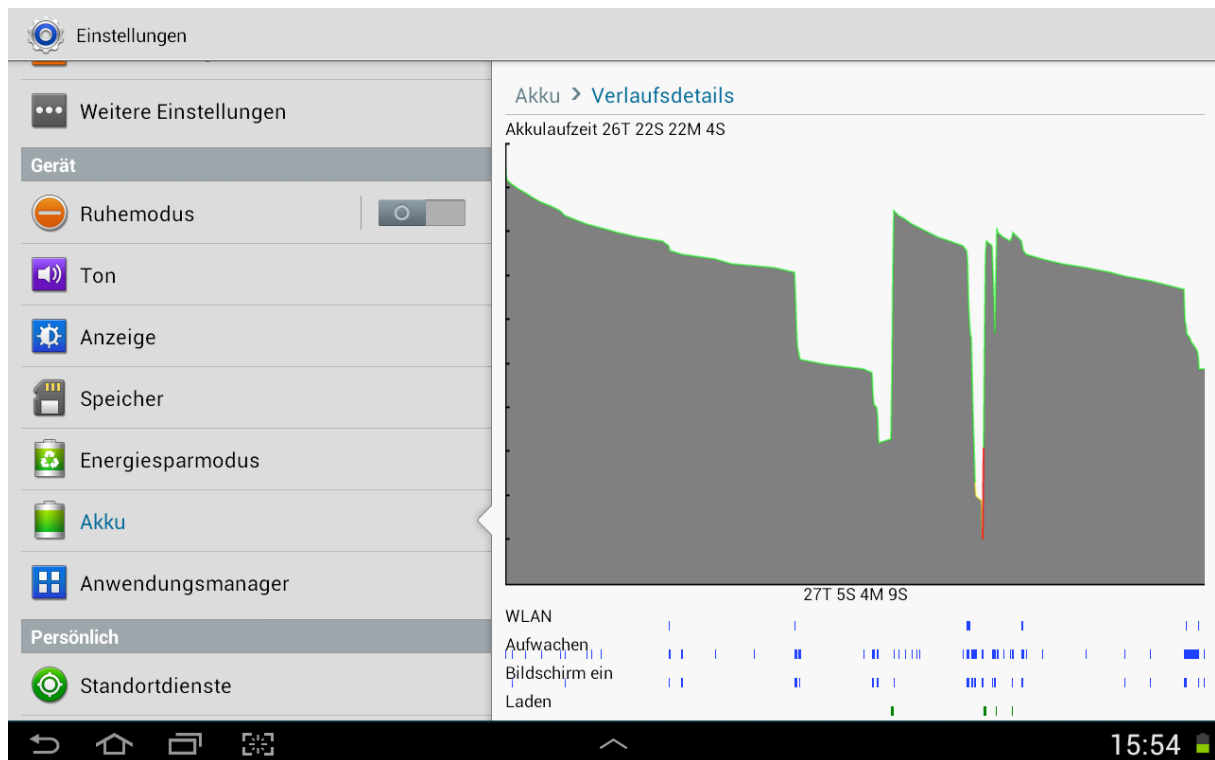 Einstellungen
Weitere Einstellungen
Gerät
Ruhemodus
Ton
Anzeige
Speicher
Energiesparmodus
Akku
Anwendungsmanager
Persönlich
Standortdienste
Akku > Verlaufsdetails
Akkulaufzeit 26T 22S 22M 4S
27T 5S 4M 9S
WLAN
Aufwachen
Bildschirm ein
Laden
15:54